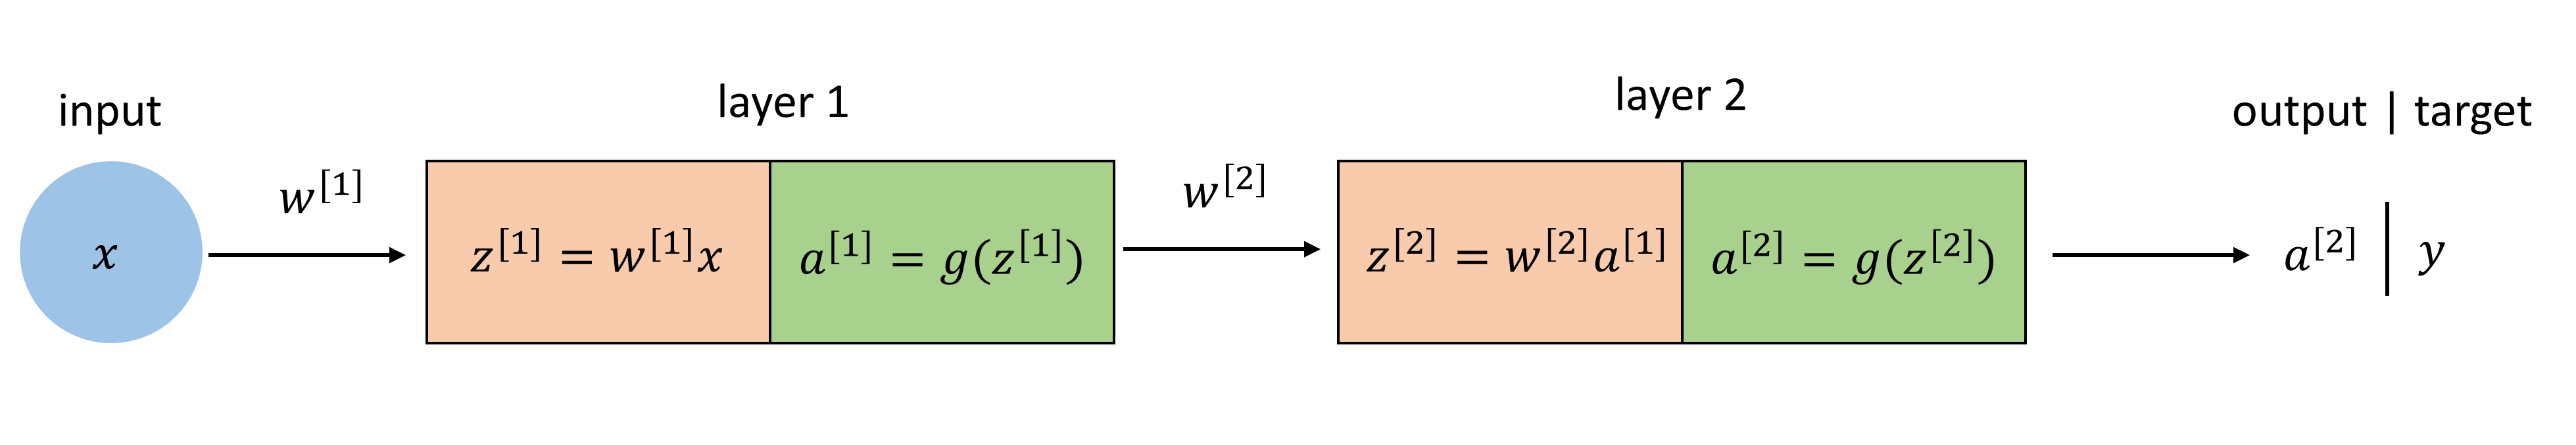 input
x
w^[1]
layer 1
z^[1] = w^[1]x
a^[1] = g(z^[1])
w^[2]
layer 2
z^[2] = w^[2]a^[1]
a^[2] = g(z^[2])
output | target
a^[2] | y